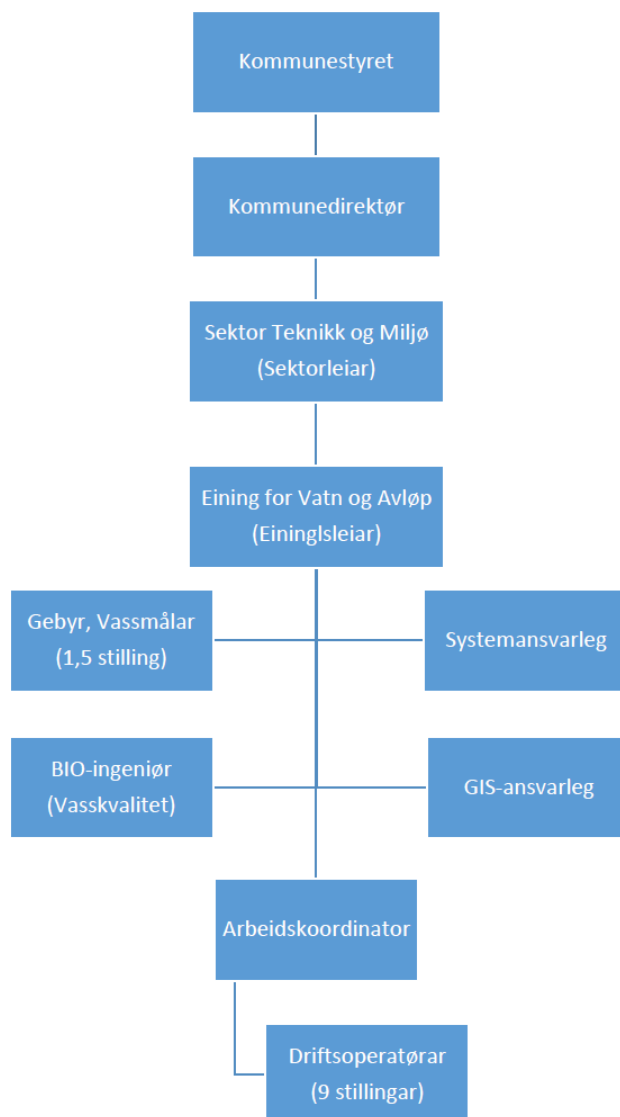 Kommunestyret
Kommunedirektør
Sektor Teknikk og Miljø
(Sektorleiar)
Eining for Vatn og Avløp
(Eininglsleiar)
Gebyr, Vassmålar
(1,5 stilling)
Systemansvarleg
BIO-ingeniør
(Vasskvalitet)
GIS-ansvarleg
Arbeidskoordinator
Driftsoperatørar
(9 stillingar)